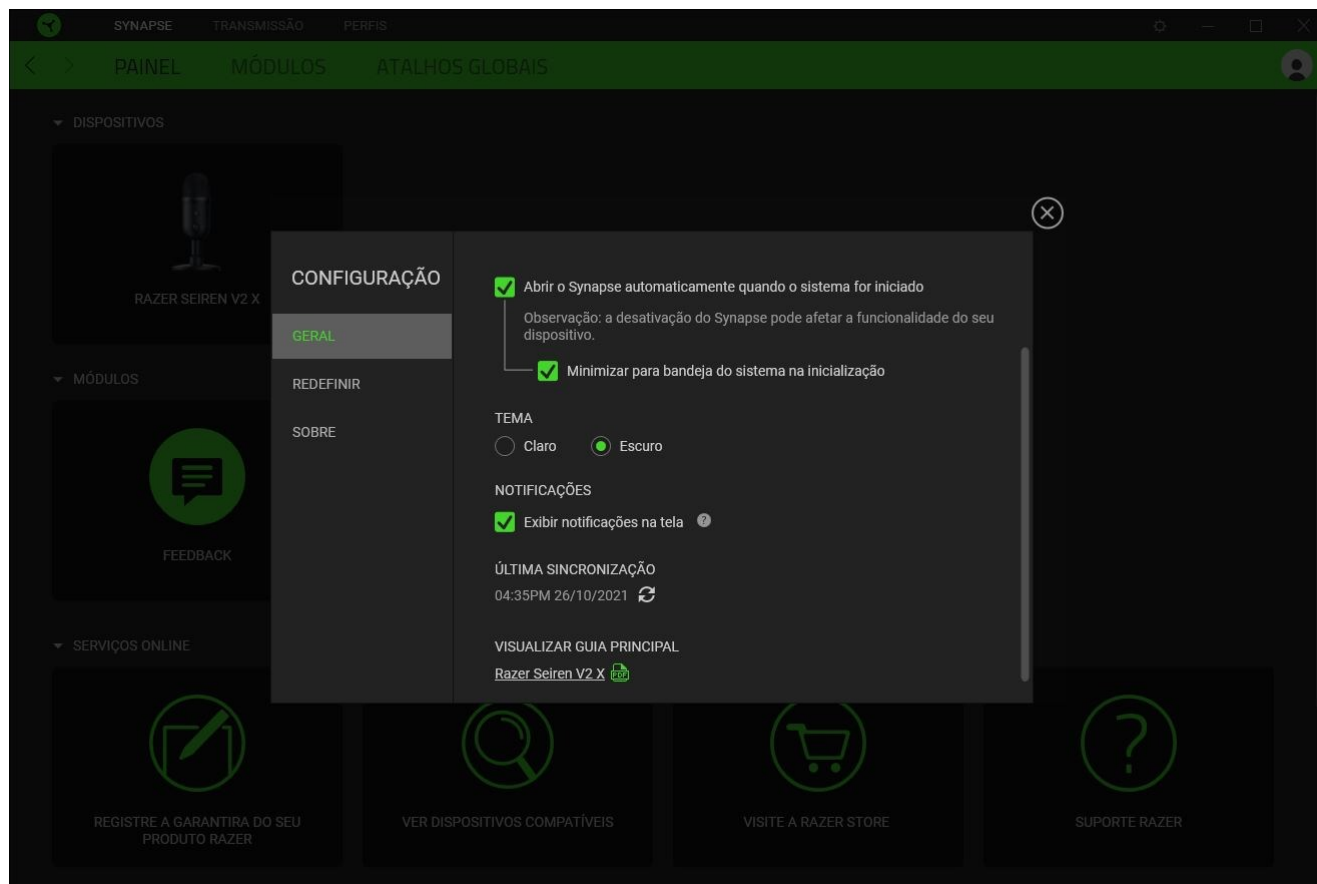 SYNAPSE TRANSMISSÃO PERFIS
PAINEL MÓDULOS ATALHOS GLOBAIS
DISPOSITIVOS
RAZER SEIREN V2 X
MÓDULOS
FEEDBACK
SERVIÇOS ONLINE
REGISTRE A GARANTIRA DO SEU
PRODUTO RAZER
VER DISPOSITIVOS COMPATÍVEIS
VISITE A RAZER STORE
SUPORTE RAZER
CONFIGURAÇÃO
GERAL
REDEFINIR
SOBRE
Abrir o Synapse automaticamente quando o sistema for iniciado
Observação: a desativação do Synapse pode afetar a funcionalidade do seu
dispositivo.
Minimizar para bandeja do sistema na inicialização
TEMA
Claro Escuro
NOTIFICAÇÕES
Exibir notificações na tela ?
ÚLTIMA SINCRONIZAÇÃO
04:35PM 26/10/2021
VISUALIZAR GUIA PRINCIPAL
Razer Seiren V2 X PDF